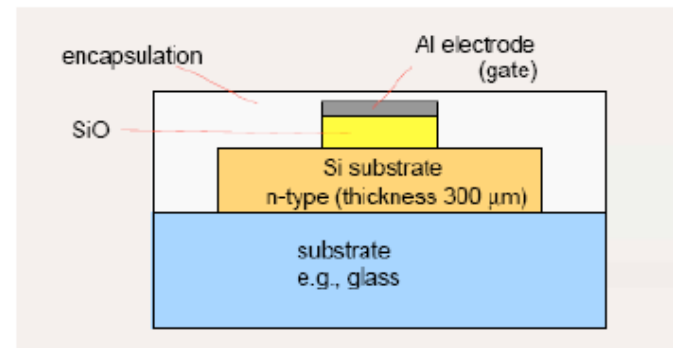 encapsulation
Al electrode
(gate)
SiO
Si substrate
n-type (thickness 300 μm)
substrate
e.g., glass